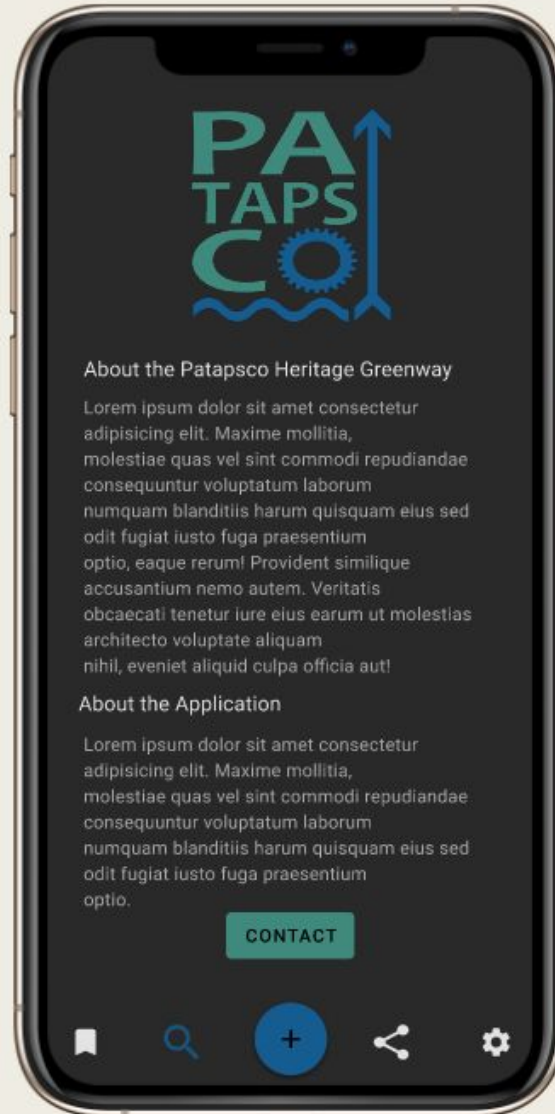 PA
TAPS
CO
About the Patapsco Heritage Greenway
Lorem ipsum dolor sit amet consectetur
adipisicing elit. Maxime mollitia,
molestiae quas vel sint commodi repudiandae
consequuntur voluptatum laborum
numquam blanditiis harum quisquam eius sed
odit fugiat iusto fuga praesentium
optio, eaque rerum! Provident similique
accusantium nemo autem. Veritatis
obcaecati tenetur iure eius earum ut molestias
architecto voluptate aliquam
nihil, eveniet aliquid culpa officia aut!
About the Application
Lorem ipsum dolor sit amet consectetur
adipisicing elit. Maxime mollitia,
molestiae quas vel sint commodi repudiandae
consequuntur voluptatum laborum
numquam blanditiis harum quisquam eius sed
odit fugiat iusto fuga praesentium
optio.
CONTACT